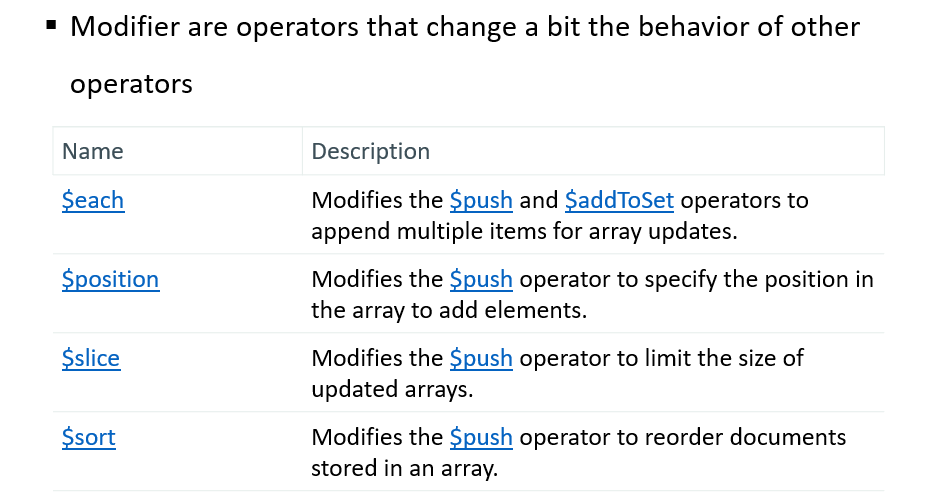 ▪ Modifier are operators that change a bit the behavior of other
operators
Name Description
$each Modifies the $push and $addToSet operators to
append multiple items for array updates.
$position Modifies the $push operator to specify the position in
the array to add elements.
$slice Modifies the $push operator to limit the size of
updated arrays.
$sort Modifies the $push operator to reorder documents
stored in an array.